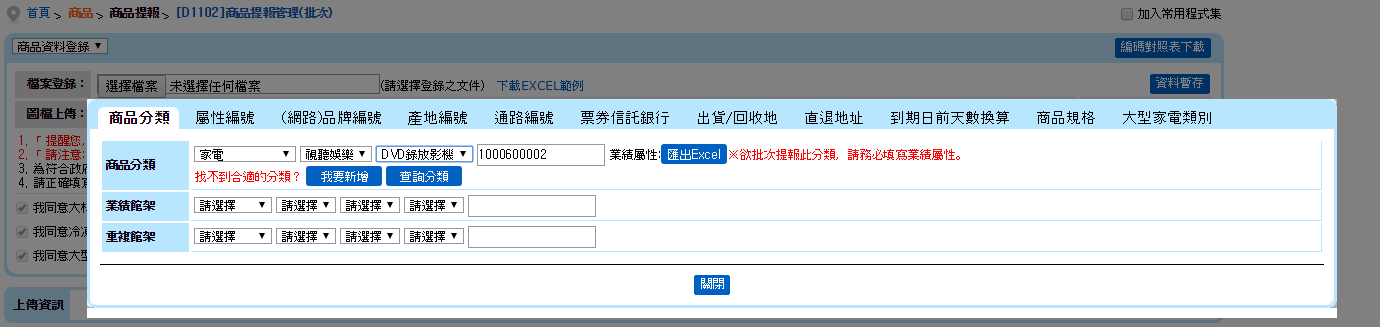 首頁 > 商品 > 商品提報 > [D1102]商品提報管理(批次)
加入常用程式集
商品資料登錄
編碼對照表下載
檔案登錄： 選擇檔案 未選擇任何檔案 (請選擇登錄之文件) 下載EXCEL範例
資料暫存
圖檔上傳：
商品分類 屬性編號 (網路)品牌編號 產地編號 通路編號 票券信託銀行 出貨/回收地 直退地址 到期日前天數換算 商品規格 大型家電類別
1.「提醒您,
2.「請注意:
3. 為符合政府
4. 請正確填寫
商品分類 家電 視聽娛樂 DVD錄放影機 1000600002 業績屬性: 匯出Excel ※欲批次提報此分類，請務必填寫業績屬性。
找不到合適的分類？ 我要新增 查詢分類
我同意大材
業績館架 請選擇 請選擇 請選擇 請選擇
我同意冷凍
重複館架 請選擇 請選擇 請選擇 請選擇
我同意大型
關閉
上傳資訊